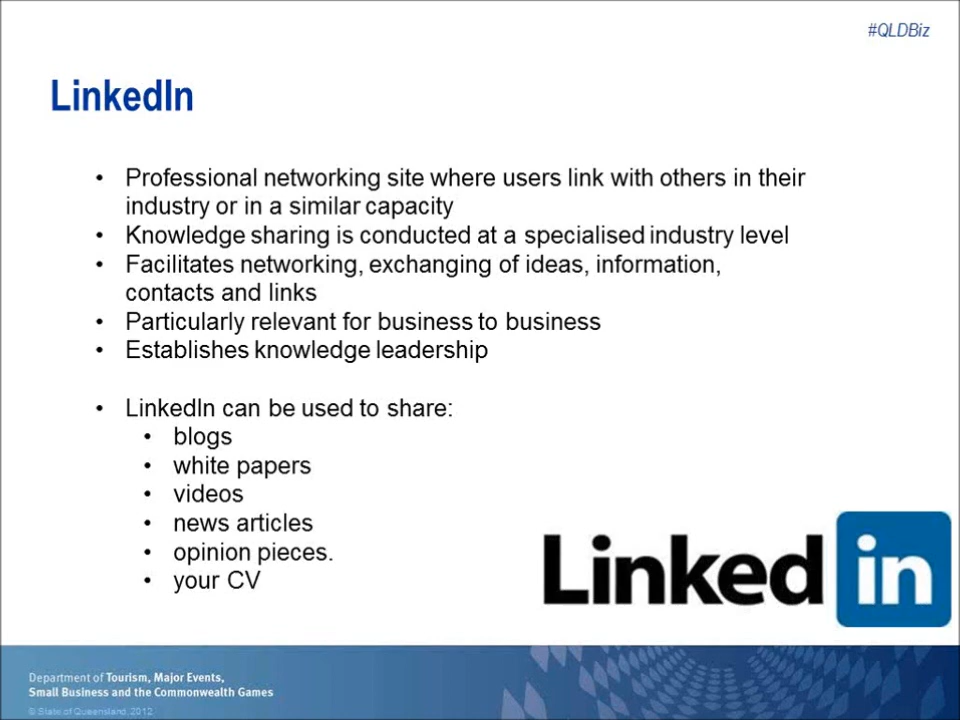 #QLDBiz
LinkedIn
• Professional networking site where users link with others in their
industry or in a similar capacity
• Knowledge sharing is conducted at a specialised industry level
• Facilitates networking, exchanging of ideas, information,
contacts and links
• Particularly relevant for business to business
• Establishes knowledge leadership
• LinkedIn can be used to share:
• blogs
• white papers
• videos
• news articles
• opinion pieces.
• your CV
Linked in
Department of Tourism, Major Events,
Small Business and the Commonwealth Games
© State of Queensland 2012